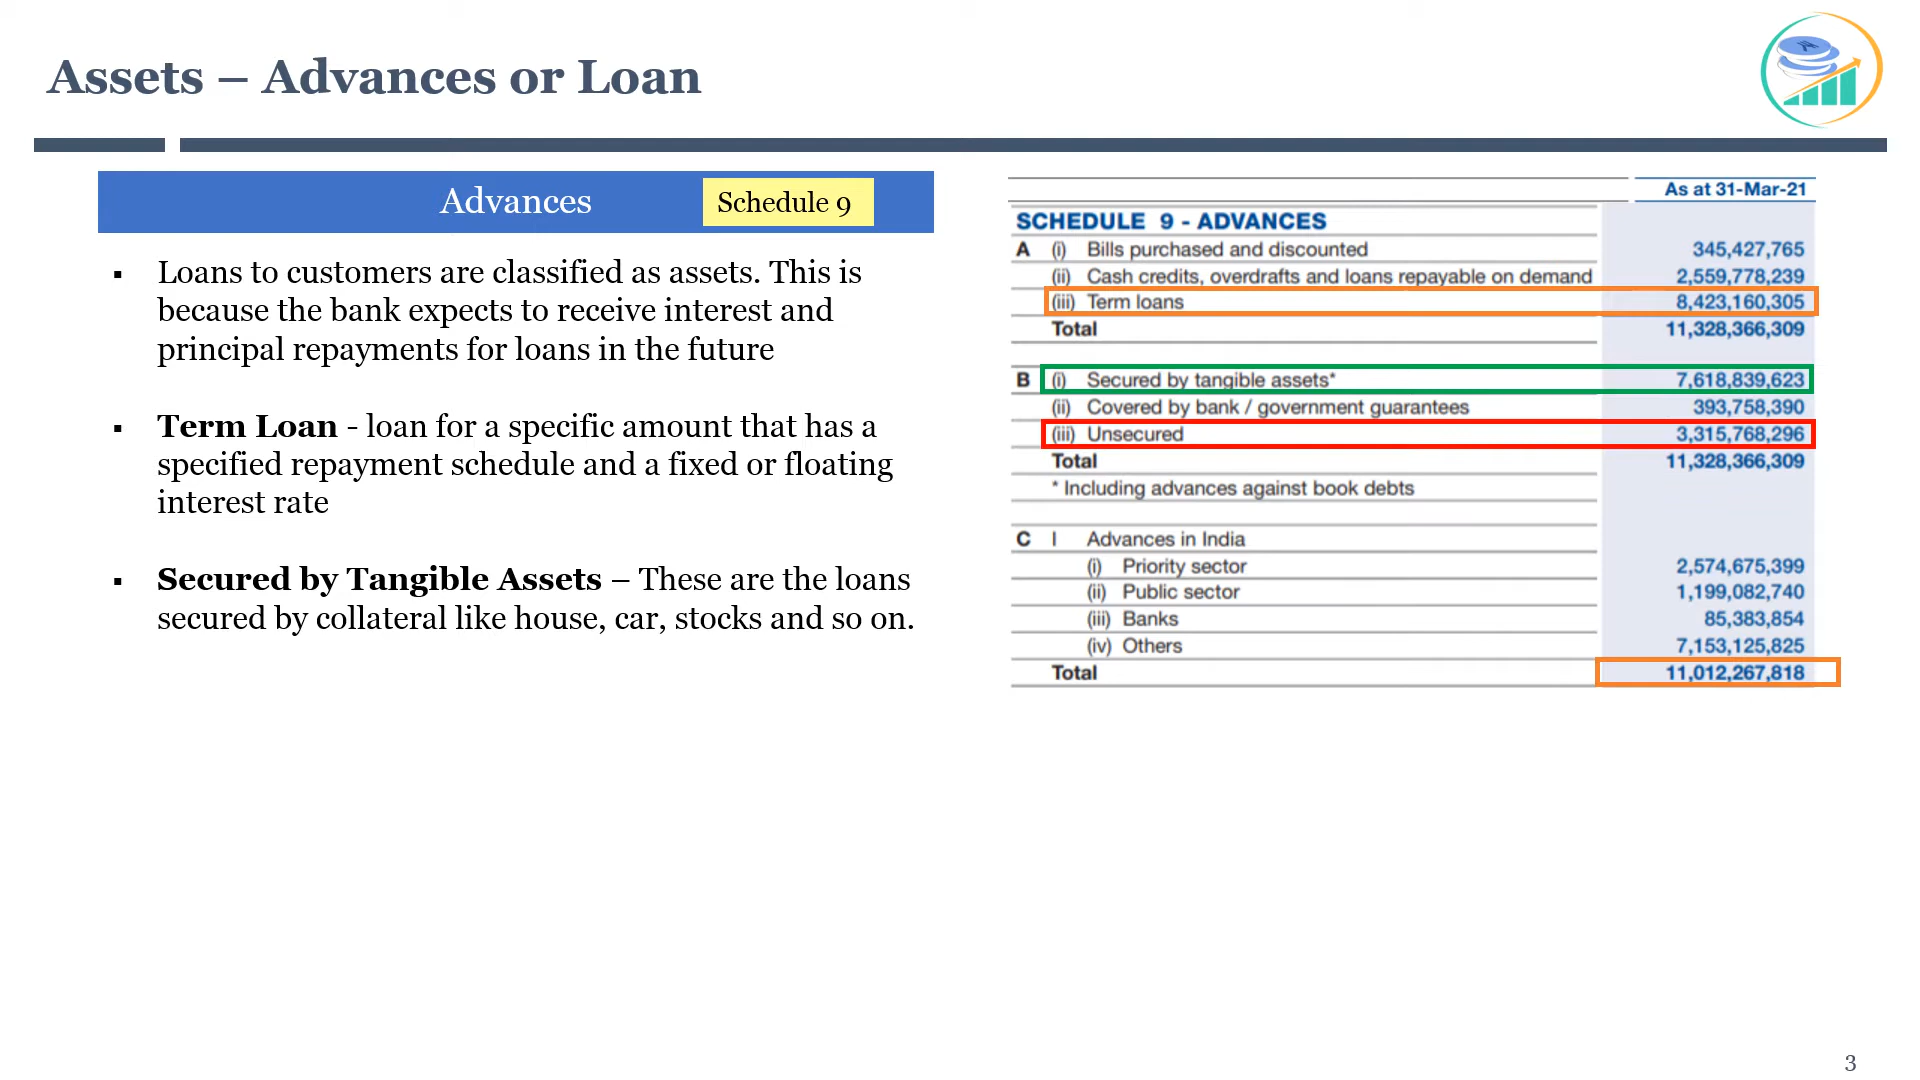 Assets – Advances or Loan
Advances
Schedule 9
▪ Loans to customers are classified as assets. This is
because the bank expects to receive interest and
principal repayments for loans in the future
▪ Term Loan - loan for a specific amount that has a
specified repayment schedule and a fixed or floating
interest rate
▪ Secured by Tangible Assets – These are the loans
secured by collateral like house, car, stocks and so on.
As at 31-Mar-21
SCHEDULE 9 - ADVANCES
A (i) Bills purchased and discounted 345,427,765
(ii) Cash credits, overdrafts and loans repayable on demand 2,559,778,239
(iii) Term loans 8,423,160,305
Total 11,328,366,309
B (i) Secured by tangible assets* 7,618,839,623
(ii) Covered by bank / government guarantees 393,758,390
(iii) Unsecured 3,315,768,296
Total 11,328,366,309
* Including advances against book debts
C I Advances in India
(i) Priority sector 2,574,675,399
(ii) Public sector 1,199,082,740
(iii) Banks 85,383,854
(iv) Others 7,153,125,825
Total 11,012,267,818
3